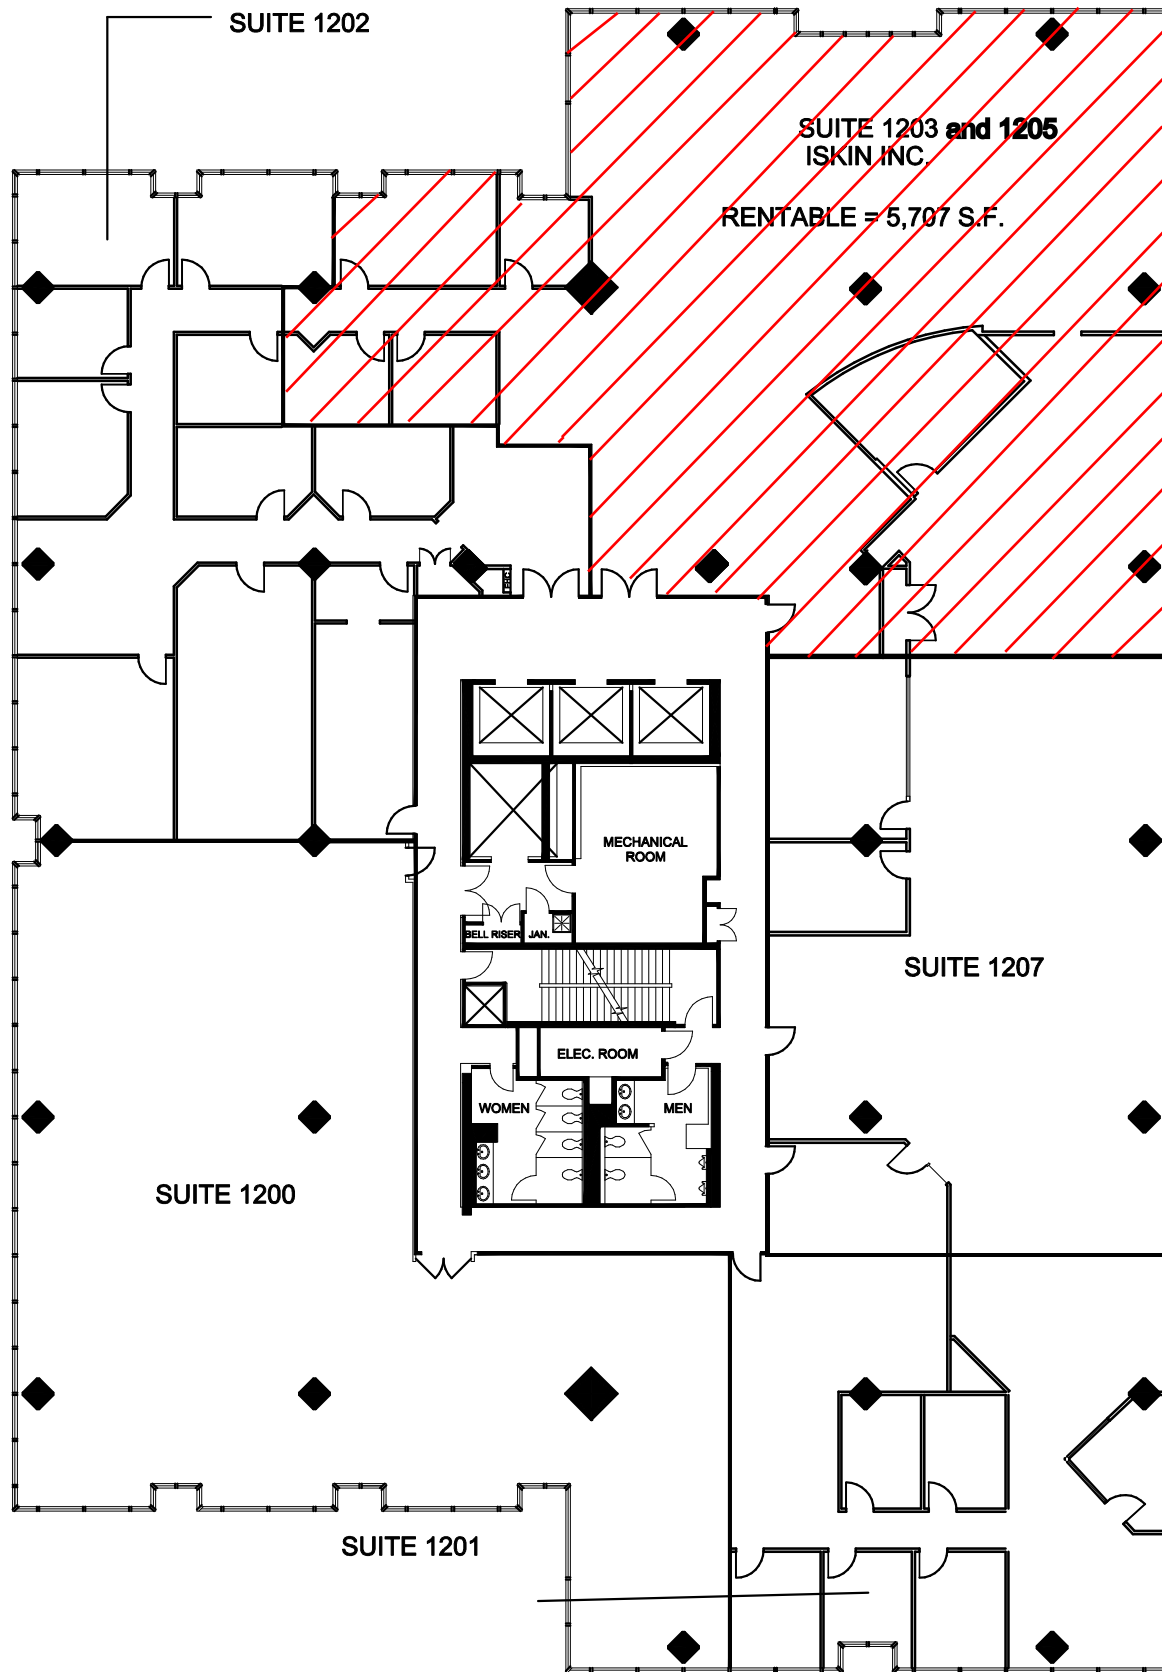 SUITE 1202
SUITE 1203 and 1205
ISKIN INC.
RENTABLE = 5,707 S.F.
MECHANICAL
ROOM
BELL RISER
JAN.
SUITE 1207
ELEC. ROOM
WOMEN
MEN
SUITE 1200
SUITE 1201